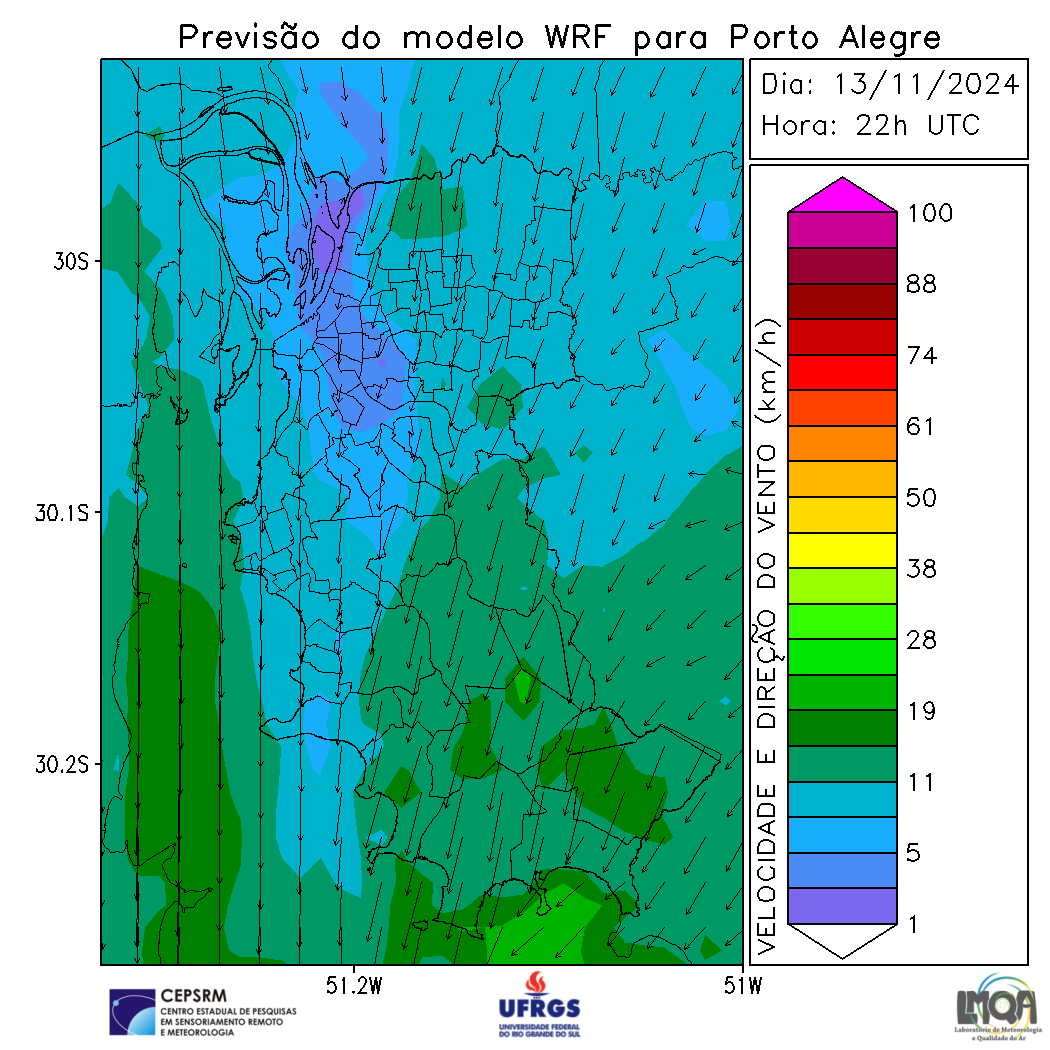 Previsão do modelo WRF para Porto Alegre
Dia: 13/11/2024
Hora: 22h UTC
30S
30.1S
30.2S
51.2W
51W
VELOCIDADE E DIREÇÃO DO VENTO (km/h)
100
88
74
61
50
38
28
19
11
5
1
CEPSRM
CENTRO ESTADUAL DE PESQUISAS
EM SENSORIAMENTO REMOTO
E METEOROLOGIA
UFRGS
UNIVERSIDADE FEDERAL
DO RIO GRANDE DO SUL
LMQA
Laboratório de Meteorologia
e Qualidade do Ar